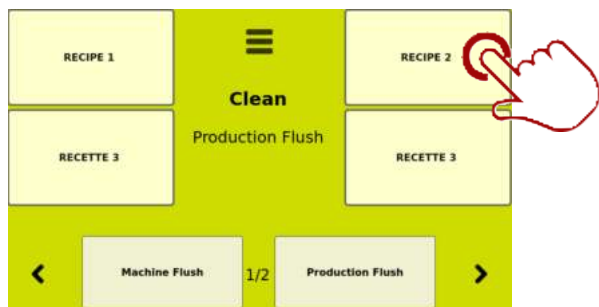 RECIPE 1
RECIPE 2
Clean
Production Flush
RECETTE 3
RECETTE 3
Machine Flush
1/2
Production Flush